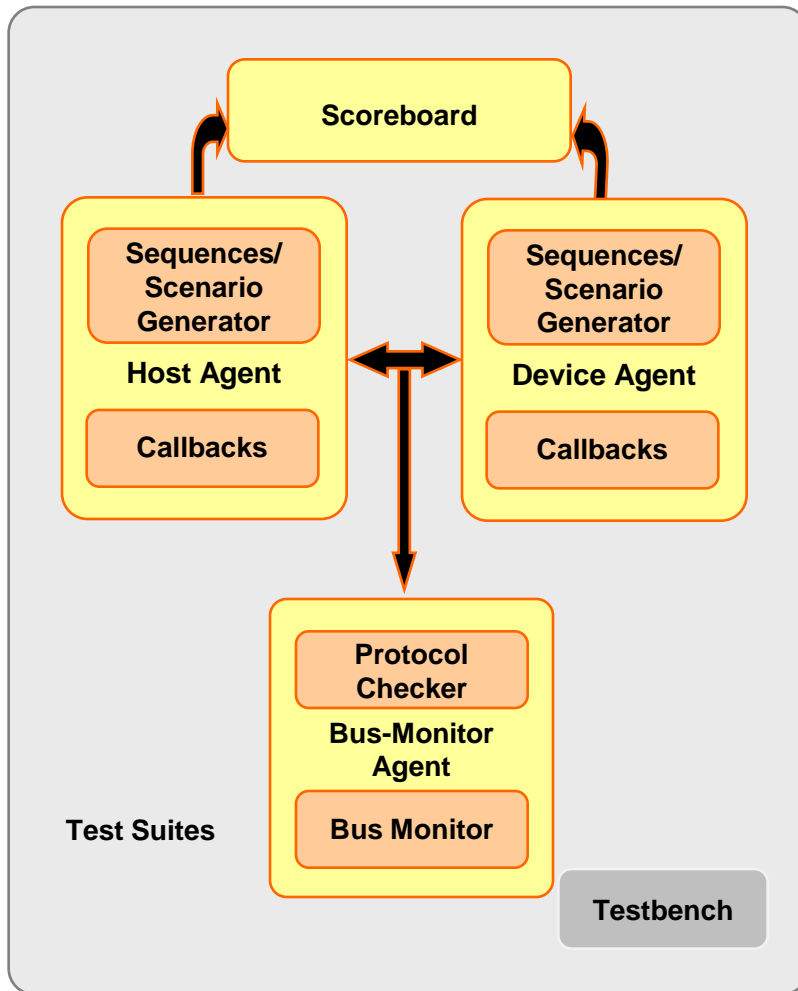 Scoreboard
Sequences/
Scenario
Generator
Host Agent
Callbacks
Sequences/
Scenario
Generator
Device Agent
Callbacks
Protocol
Checker
Bus-Monitor
Agent
Bus Monitor
Test Suites
Testbench